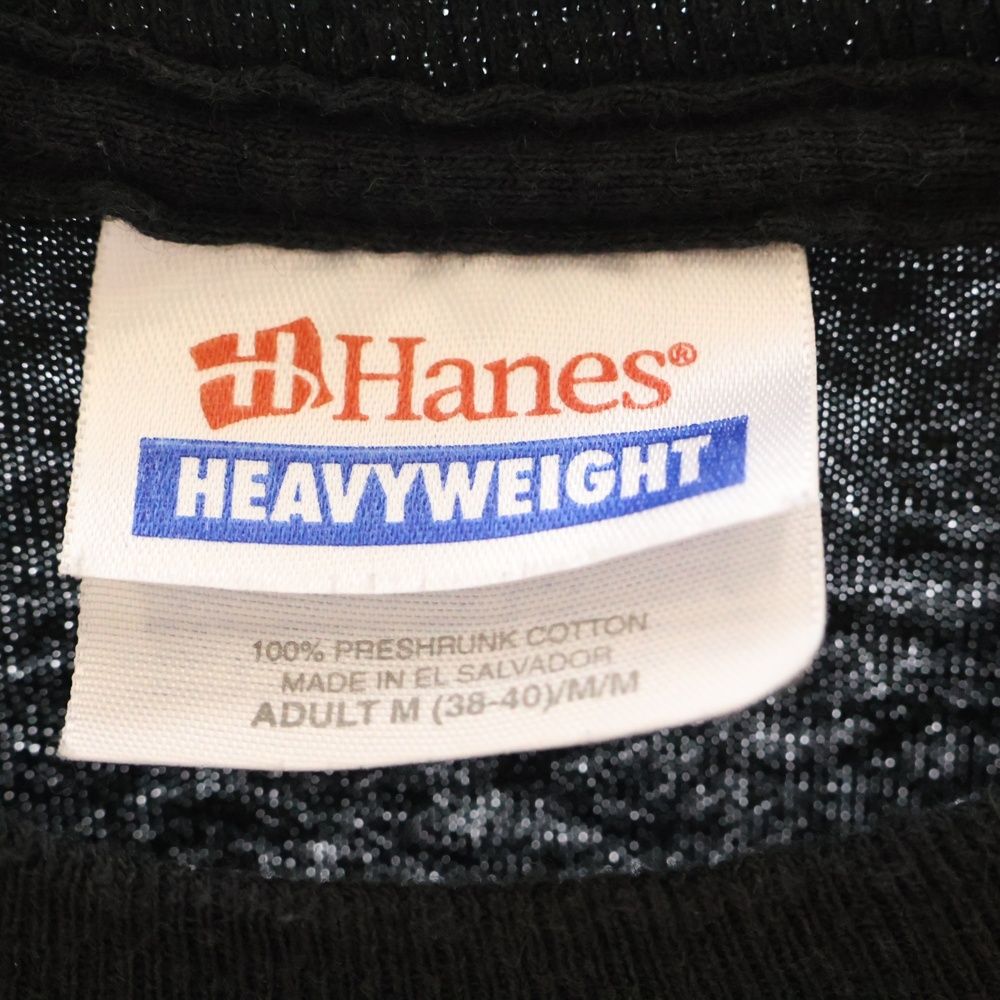 H Hanes®
HEAVYWEIGHT
100% PRESHRUNK COTTON
MADE IN EL SALVADOR
ADULT M (38-40)/M/M